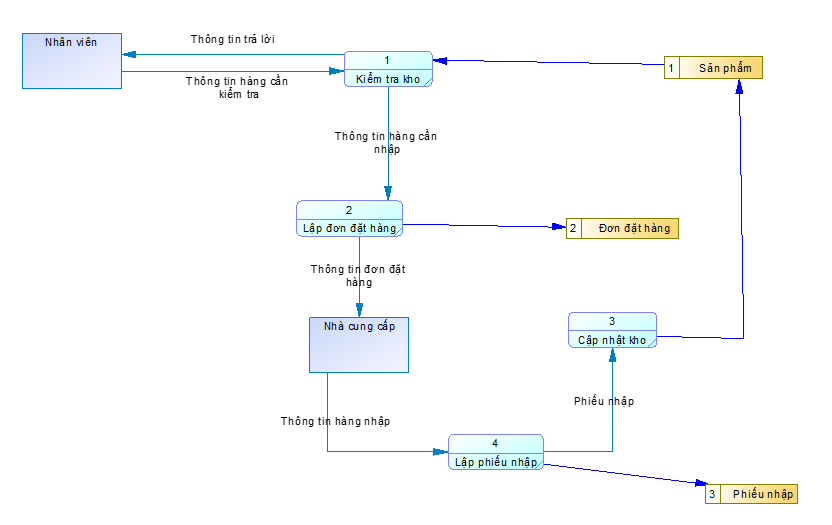 Nhân viên
Thông tin trả lời
Thông tin hàng cần
kiểm tra
1
Kiểm tra kho
1 Sản phẩm
Thông tin hàng cần
nhập
2
Lập đơn đặt hàng
2 Đơn đặt hàng
Thông tin đơn đặt
hàng
Nhà cung cấp
3
Cập nhật kho
Phiếu nhập
Thông tin hàng nhập
4
Lập phiếu nhập
3 Phiếu nhập